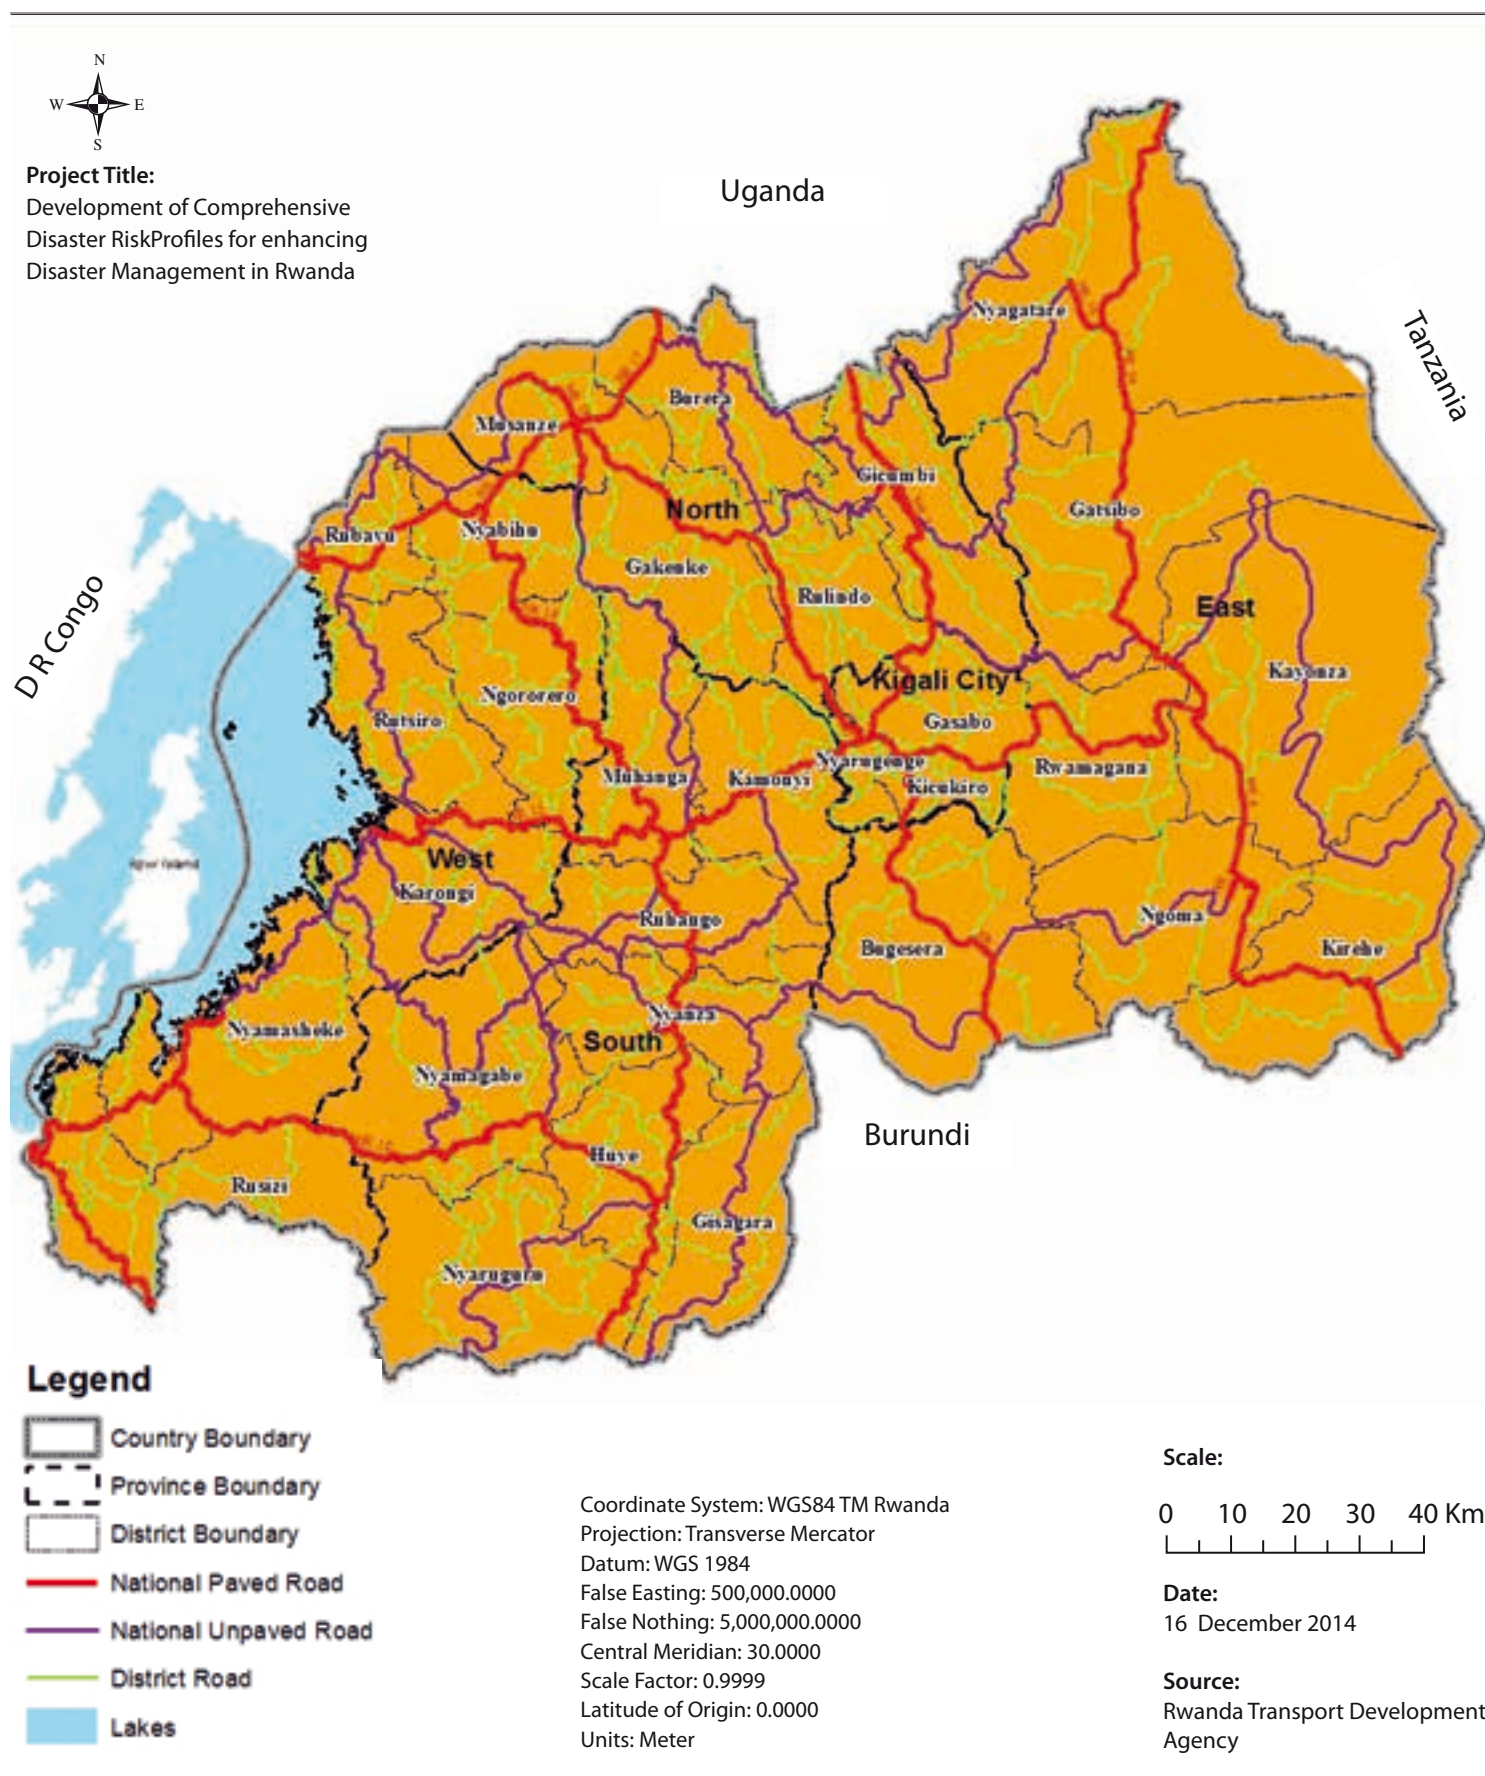 N
W E
S
Project Title:
Development of Comprehensive
Disaster RiskProfiles for enhancing
Disaster Management in Rwanda
Uganda
Tanzania
D R Congo
Burundi
Nyagatare
Burera
Musanze
Gicumbi
North
Gatsibo
Rubavu
Nyabihu
Gakenke
Rulindo
East
Kayonza
Kigali City
Ngororero
Rutsiro
Gasabo
Nyarugenge
Rwamagana
Muhanga
Kamonyi
Kicukiro
West
Karongi
Ruhango
Ngoma
Bugesera
Kirehe
Nyanza
Nyamasheke
South
Nyamagabe
Huye
Rusizi
Gisagara
Nyaruguru
Legend
Country Boundary
Province Boundary
District Boundary
National Paved Road
National Unpaved Road
District Road
Lakes
Coordinate System: WGS84 TM Rwanda
Projection: Transverse Mercator
Datum: WGS 1984
False Easting: 500,000.0000
False Nothing: 5,000,000.0000
Central Meridian: 30.0000
Scale Factor: 0.9999
Latitude of Origin: 0.0000
Units: Meter
Scale:
0 10 20 30 40 Km
Date:
16 December 2014
Source:
Rwanda Transport Development
Agency